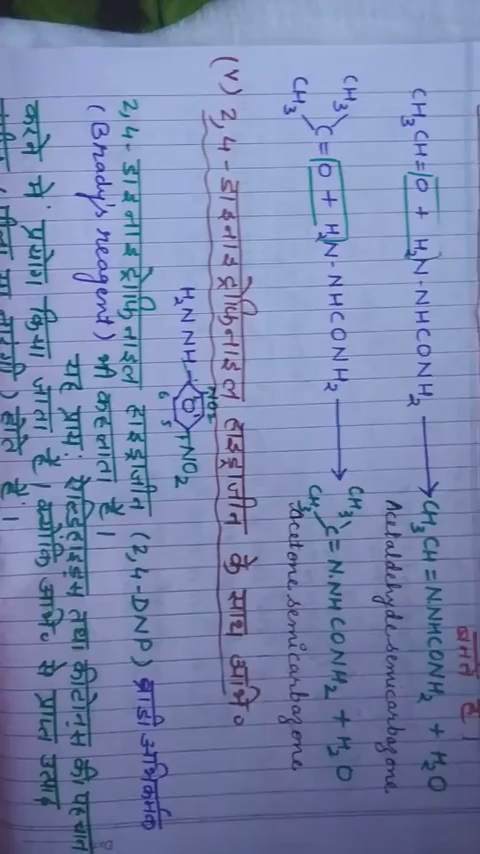 बनते हैं।
CH3CH=O + H2N-NHCONH2 → CH3CH=N.NHCONH2 + H2O
Acetaldehyde semicarbazone
CH3 CH3
C=O + H2N-NHCONH2 → C=N.NHCONH2 + H2O
CH3 CH3
Acetone semicarbazone
(V) 2,4-डाइनाइट्रोफिनाइल हाइड्राजीन के साथ अभि०
NO2
H2NNH- -NO2
6 5
2,4-डाइनाइट्रोफिनाइल हाइड्राजीन (2,4-DNP) ब्राडी अभिकर्मक
(Brady's reagent) भी कहलाता है।
यह प्रायः ऐल्डिहाइड्स तथा कीटोन्स की पहचान
करने में प्रयोग किया जाता है। क्योंकि अभि० से प्राप्त उत्पाद
होते हैं।